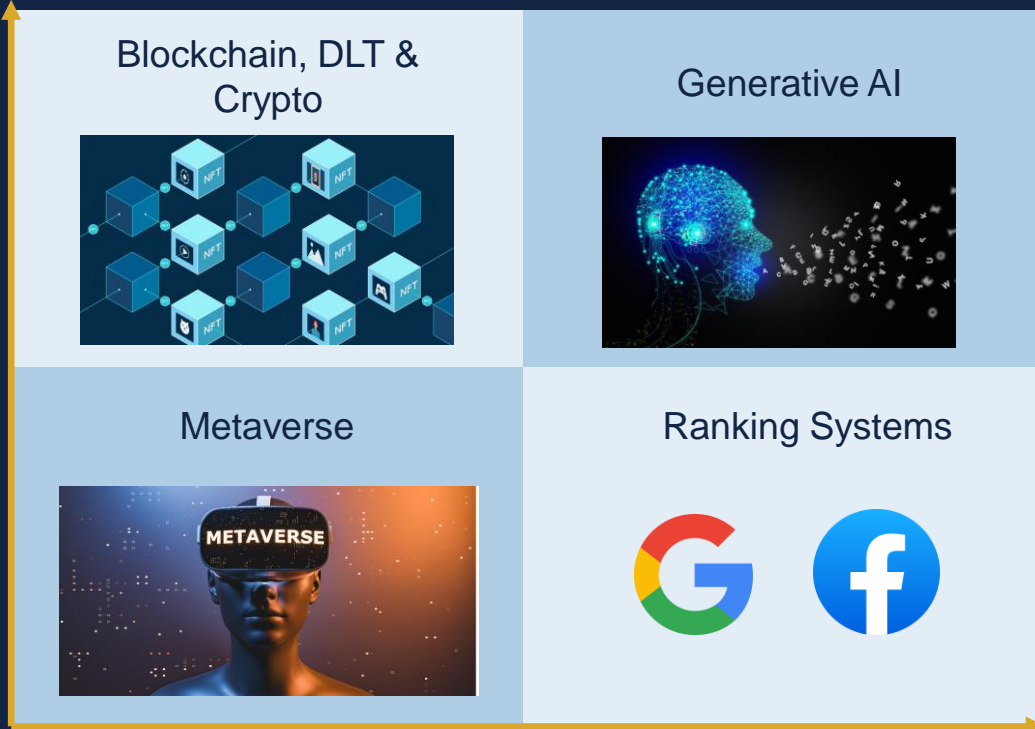 Blockchain, DLT &
Crypto
Generative AI
NFT
NFT
NFT
NFT
NFT
NFT
NFT
Metaverse
Ranking Systems
METAVERSE